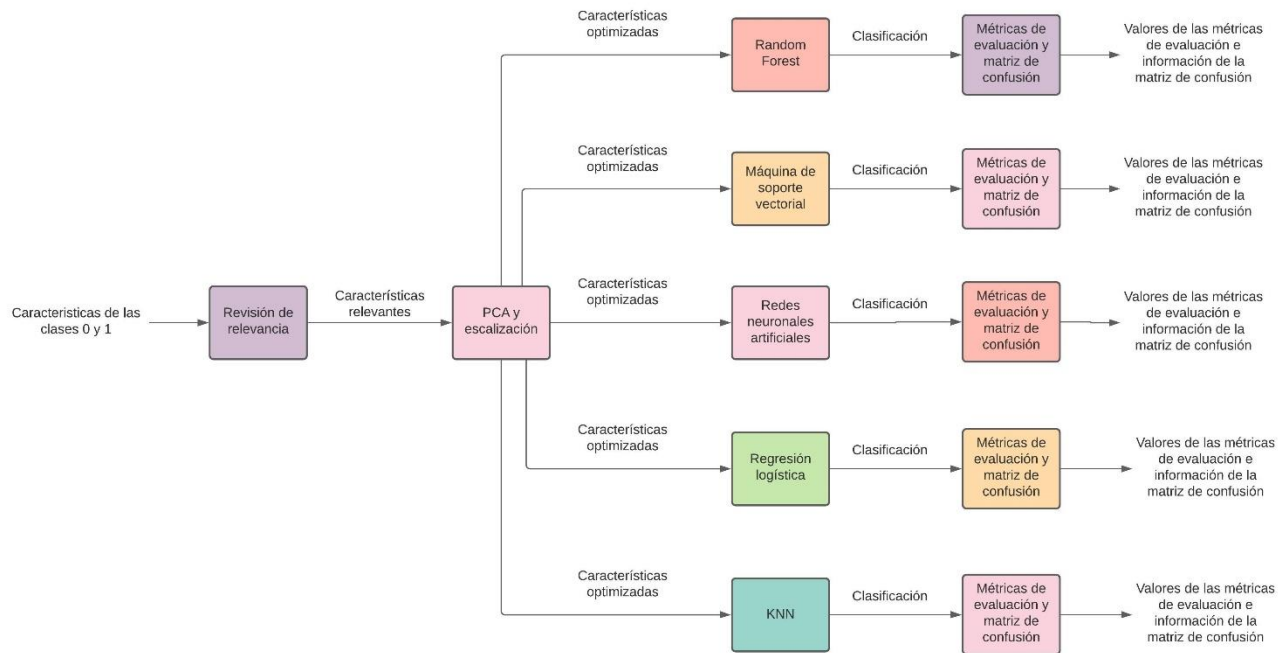 Características
optimizadas
Random
Forest
Clasificación
Métricas de
evaluación y
matriz de
confusión
Valores de las métricas
de evaluación e
información de la
matriz de confusión
Características
optimizadas
Máquina de
soporte
vectorial
Clasificación
Métricas de
evaluación y
matriz de
confusión
Valores de las métricas
de evaluación e
información de la
matriz de confusión
Caracteristicas de las
clases 0 y 1
Revisión de
relevancia
Características
relevantes
PCA y
escalización
Características
optimizadas
Redes
neuronales
artificiales
Clasificación
Métricas de
evaluación y
matriz de
confusión
Valores de las métricas
de evaluación e
información de la
matriz de confusión
Características
optimizadas
Regresión
logística
Clasificación
Métricas de
evaluación y
matriz de
confusión
Valores de las métricas
de evaluación e
información de la
matriz de confusión
Características
optimizadas
KNN
Clasificación
Métricas de
evaluación y
matriz de
confusión
Valores de las métricas
de evaluación e
información de la
matriz de confusión